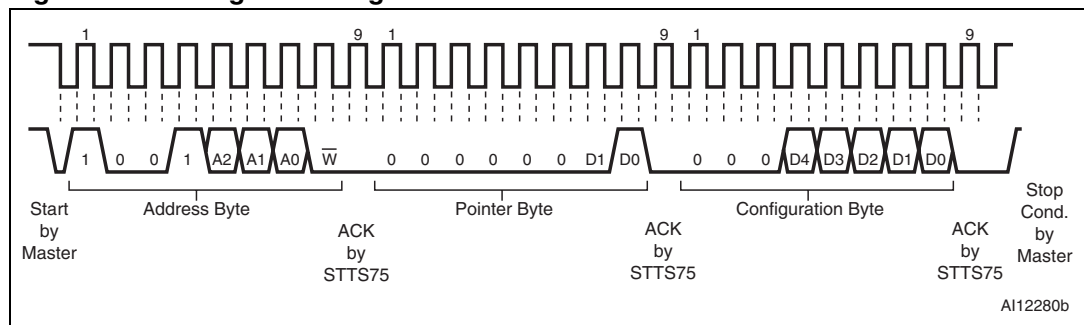 1 9 1 9 1 9
1 0 0 1 A2 A1 A0 W 0 0 0 0 0 0 D1 D0 0 0 0 D4 D3 D2 D1 D0
Start
by
Master
Address Byte
ACK
by
STTS75
Pointer Byte
ACK
by
STTS75
Configuration Byte
ACK
by
STTS75
Stop
Cond.
by
Master
AI12280b